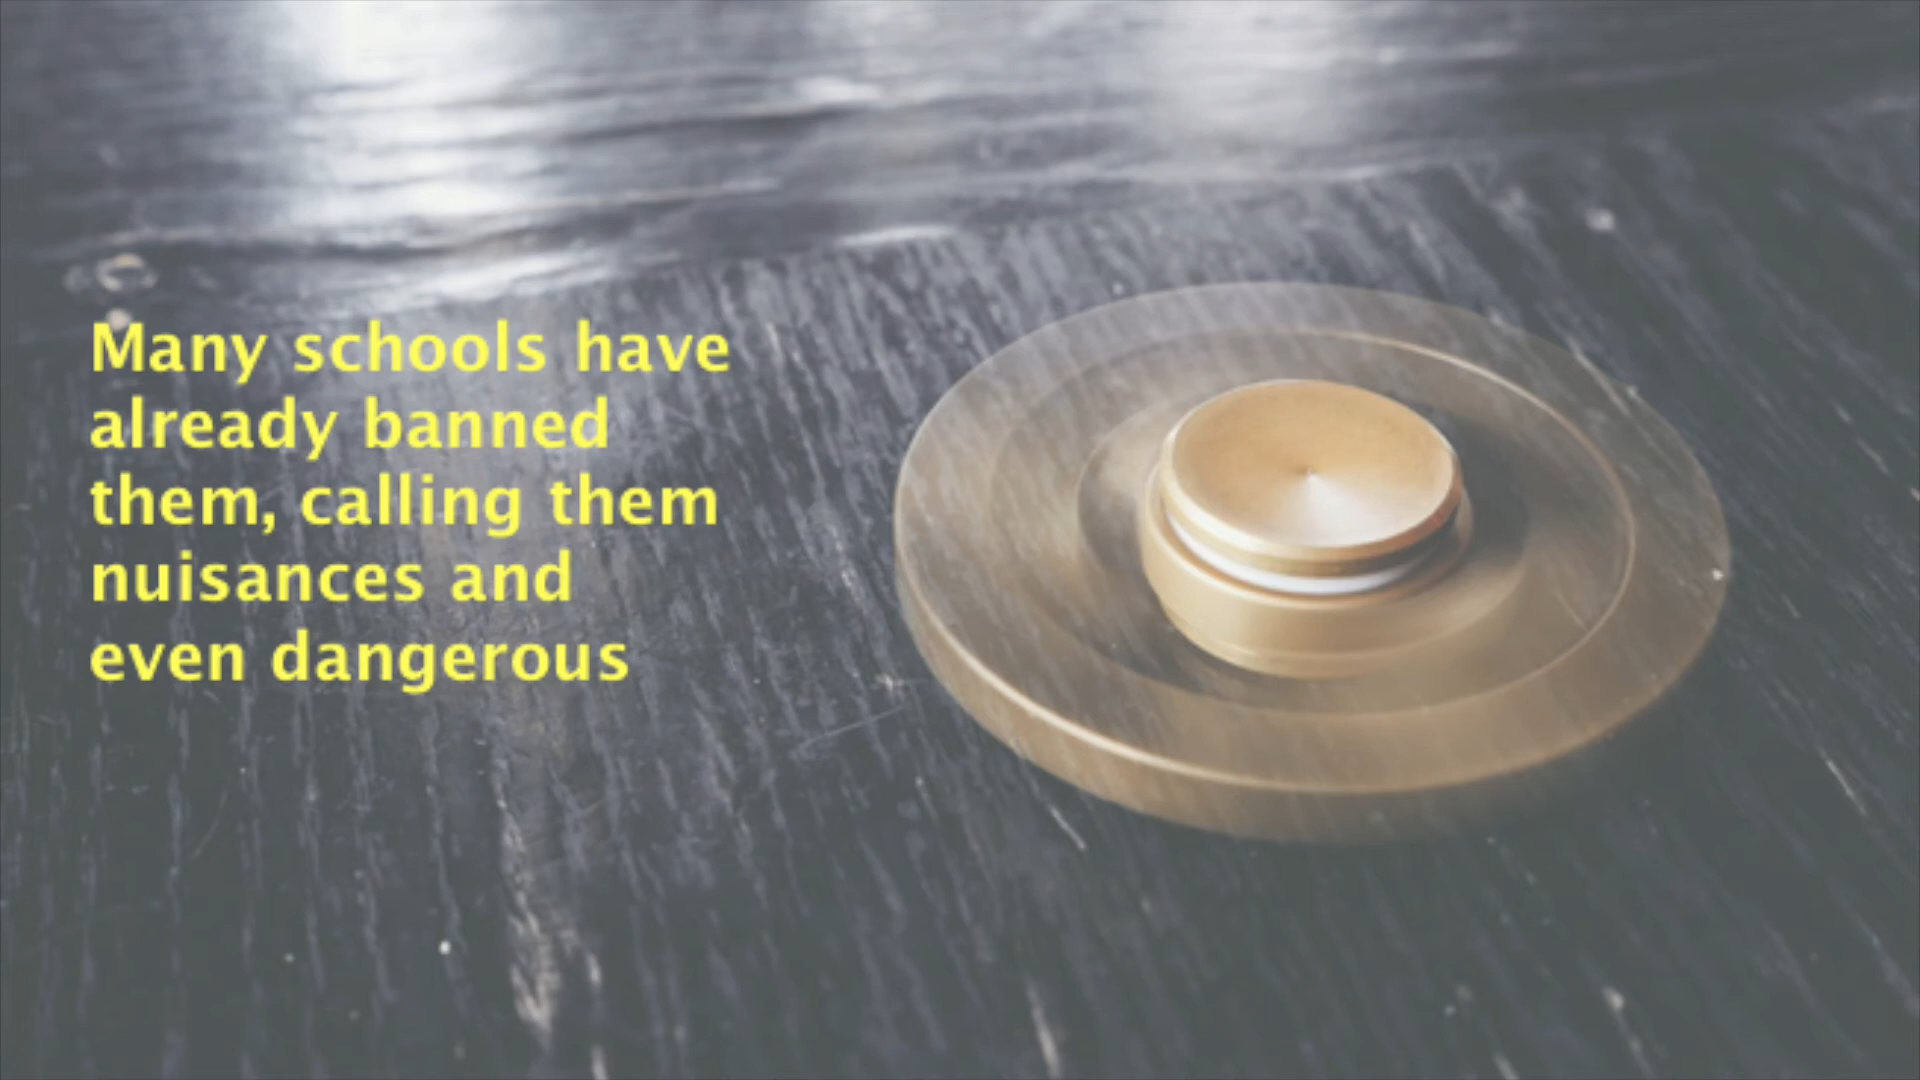 Many schools have
already banned
them, calling them
nuisances and
even dangerous